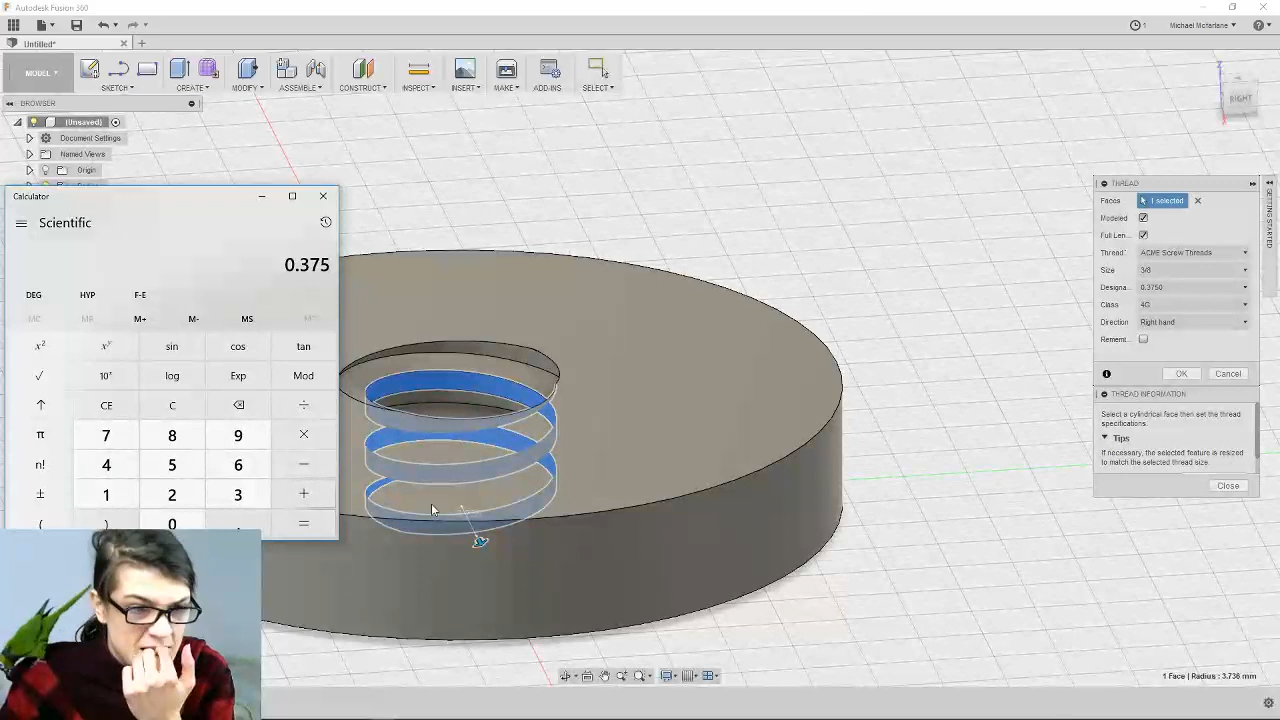 Autodesk Fusion 360
Michael McFarlane
Untitled*
MODEL
SKETCH
CREATE
MODIFY
ASSEMBLE
CONSTRUCT
INSPECT
INSERT
MAKE
ADD-INS
SELECT
BROWSER
(Unsaved)
Document Settings
Named Views
Origin
RIGHT
Z
Calculator
Scientific
0.375
DEG HYP F-E
MC MR M+ M- MS
x² xʸ sin cos tan
√ 10ˣ log Exp Mod
↑ CE C ÷
π 7 8 9 ×
n! 4 5 6 −
± 1 2 3 +
( ) 0 . =
THREAD
Faces 1 selected
Modeled
Full Len...
Thread ACME Screw Threads
Size 3/8
Designa... 0.3750
Class 4G
Direction Right hand
Rememb...
OK Cancel
THREAD INFORMATION
Select a cylindrical face then set the thread
specifications.
Tips
If necessary, the selected feature is resized
to match the selected thread size.
Close
GETTING STARTED
1 Face | Radius : 3.738 mm